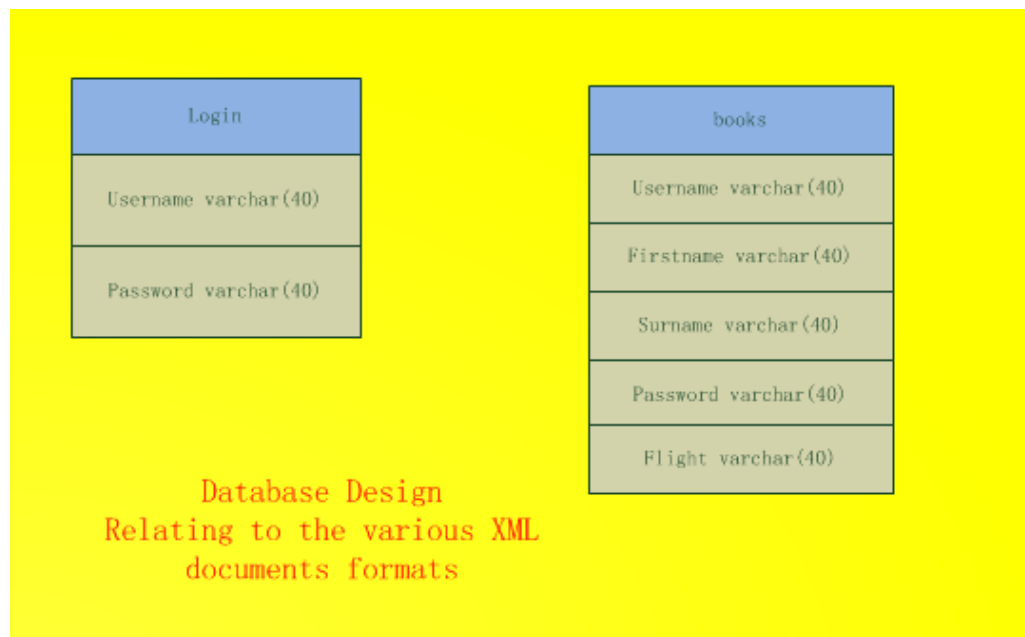 Login
Username varchar(40)
Password varchar(40)
books
Username varchar(40)
Firstname varchar(40)
Surname varchar(40)
Password varchar(40)
Flight varchar(40)
Database Design
Relating to the various XML
documents formats